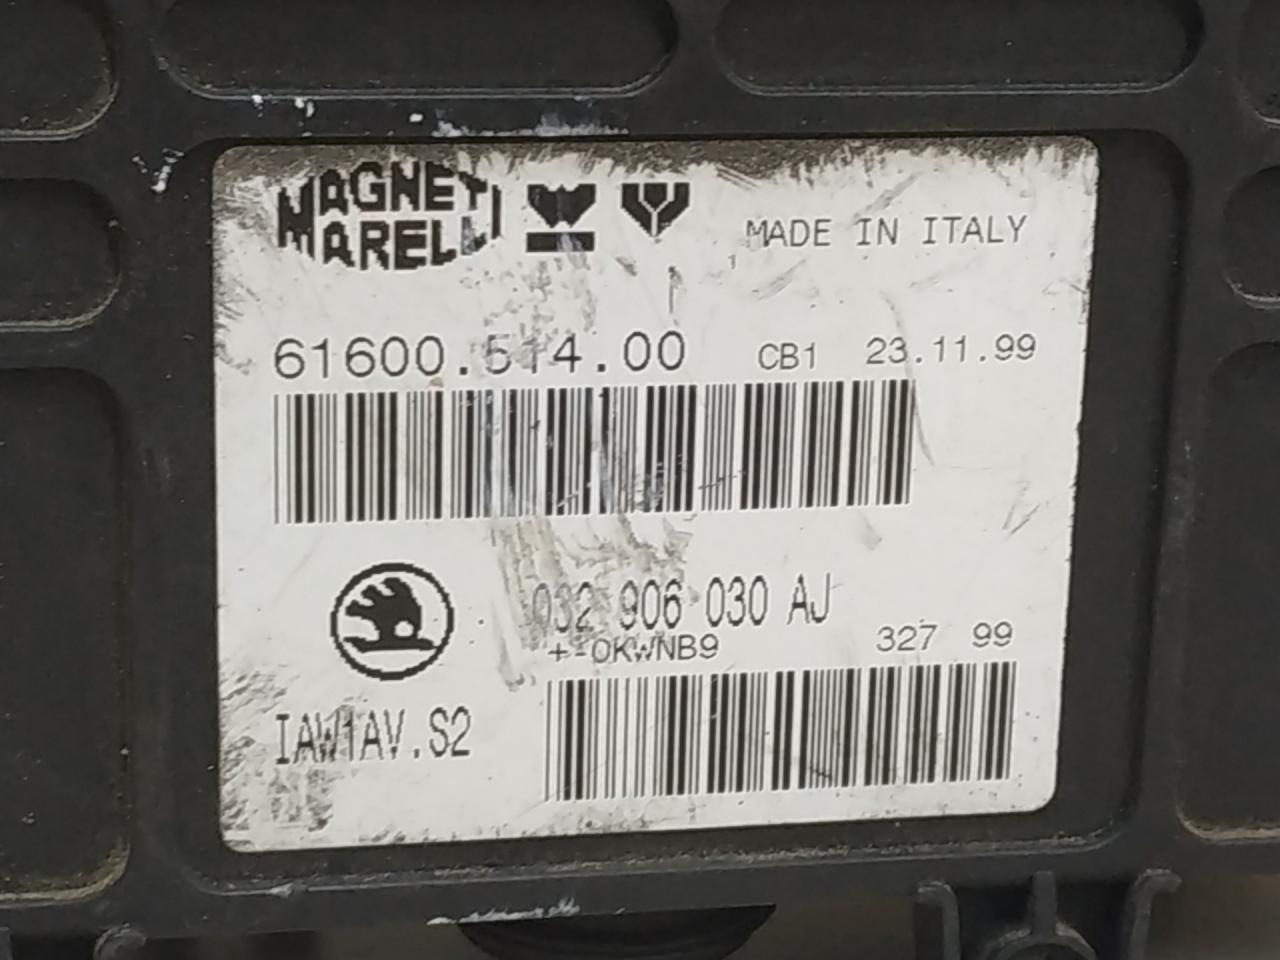 MAGNETI
MARELLI
MADE IN ITALY
61600.514.00 CB1 23.11.99
032 906 030 AJ
+-0KWNB9 327 99
IAW1AV.S2